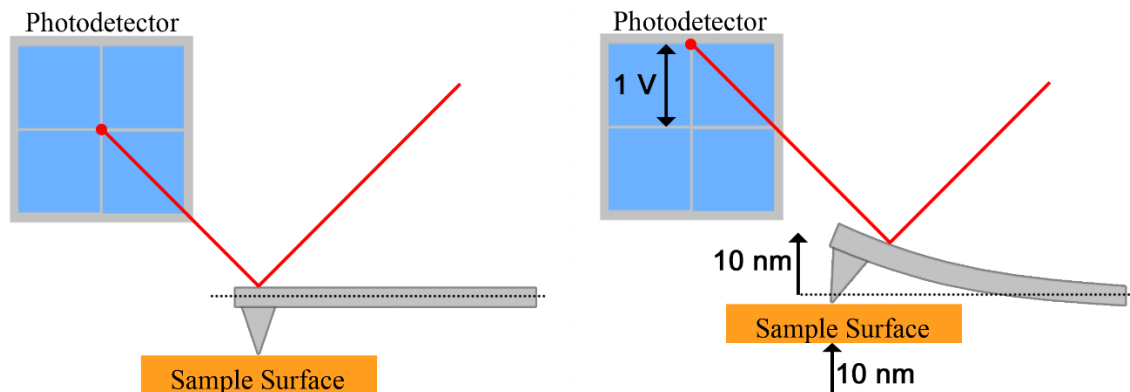 Photodetector
Sample Surface
Photodetector
1 V
10 nm
Sample Surface
10 nm